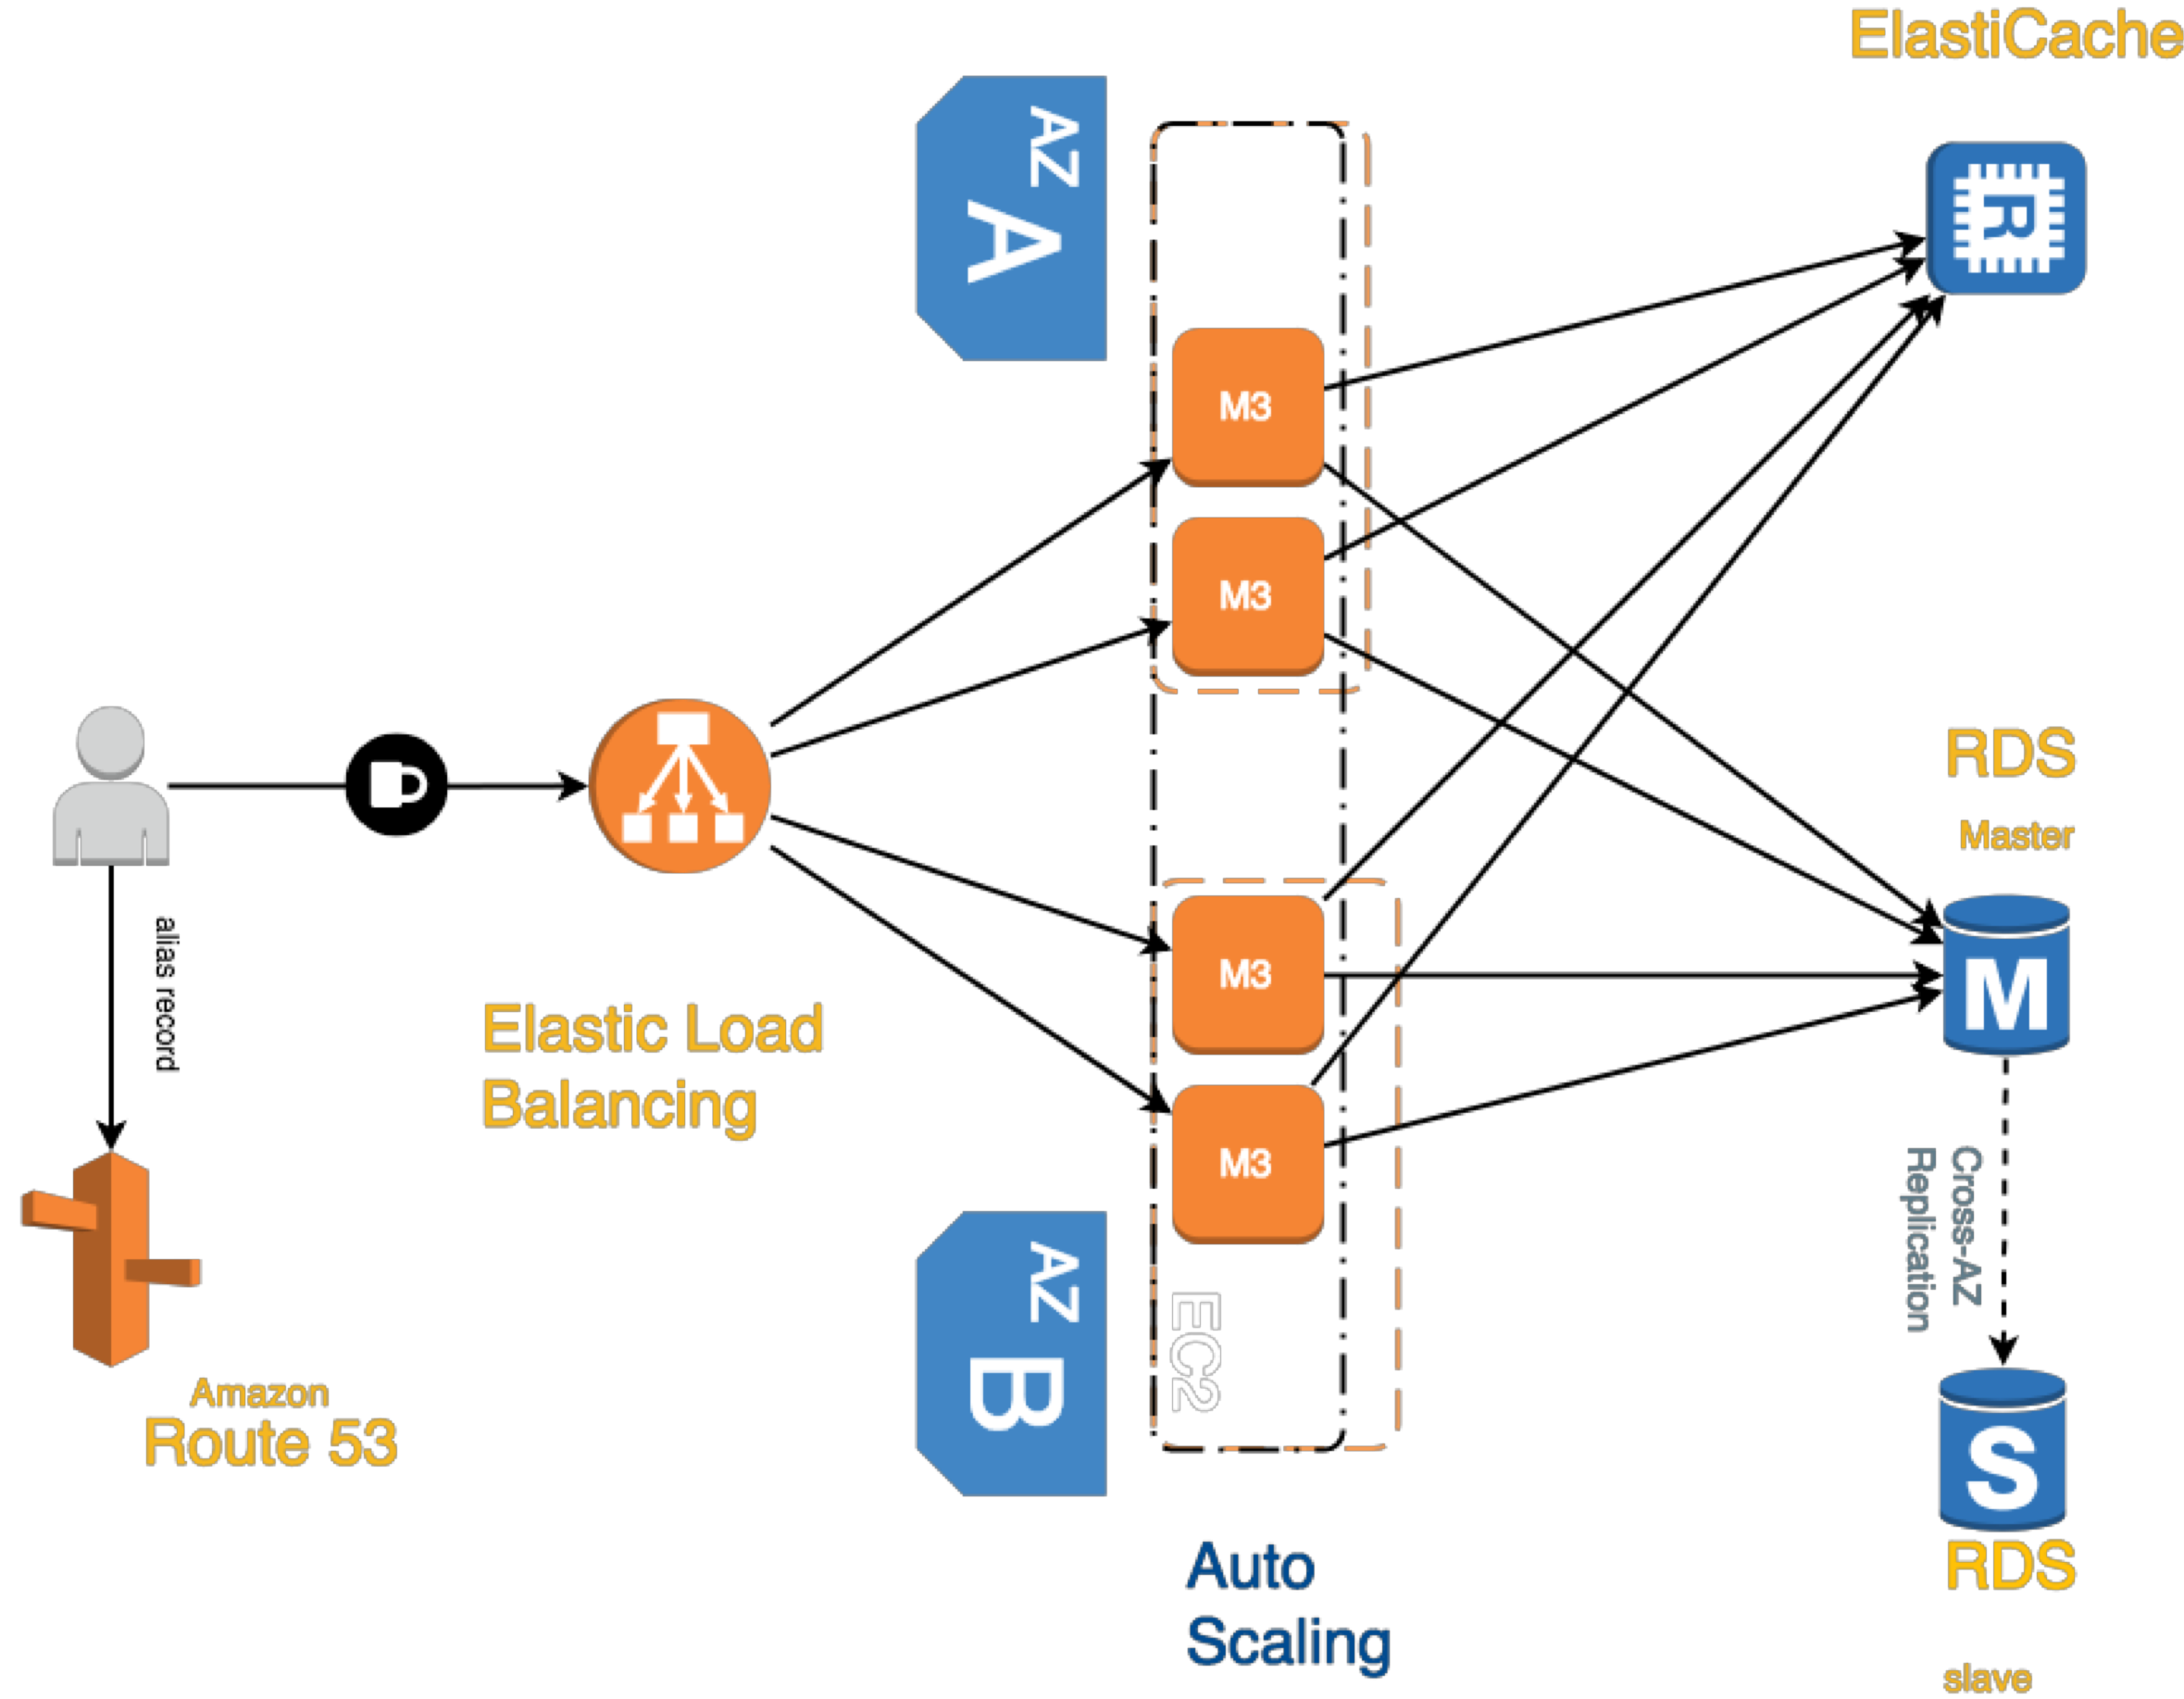 ElastiCache
AZ
A
R
M3
M3
RDS
Master
alias record
Elastic Load
Balancing
M3
M
M3
Cross-AZ
Replication
AZ
B
EC2
Amazon
Route 53
S
RDS
Auto
Scaling
slave